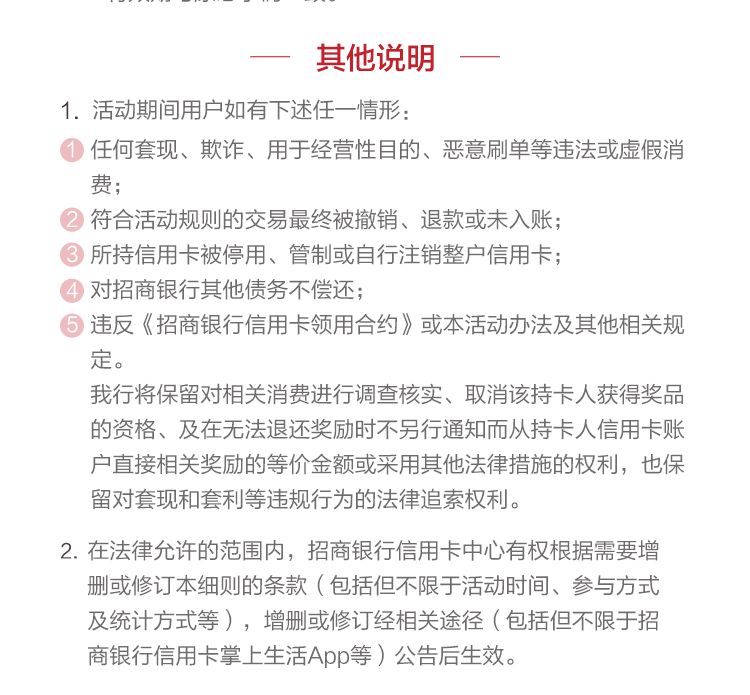 其他说明
1. 活动期间用户如有下述任一情形：
1 任何套现、欺诈、用于经营性目的、恶意刷单等违法或虚假消
费；
2 符合活动规则的交易最终被撤销、退款或未入账；
3 所持信用卡被停用、管制或自行注销整户信用卡；
4 对招商银行其他债务不偿还；
5 违反《招商银行信用卡领用合约》或本活动办法及其他相关规
定。
我行将保留对相关消费进行调查核实、取消该持卡人获得奖品
的资格、及在无法退还奖励时不另行通知而从持卡人信用卡账
户直接相关奖励的等价金额或采用其他法律措施的权利，也保
留对套现和套利等违规行为的法律追索权利。
2. 在法律允许的范围内，招商银行信用卡中心有权根据需要增
删或修订本细则的条款（包括但不限于活动时间、参与方式
及统计方式等），增删或修订经相关途径（包括但不限于招
商银行信用卡掌上生活App等）公告后生效。